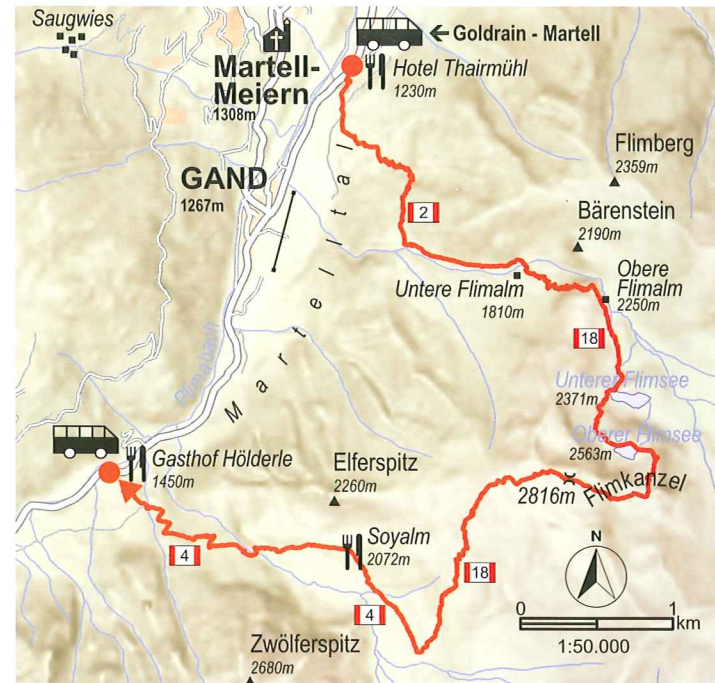 Saugwies
Goldrain - Martell
Martell-
Meiern
1308m
Hotel Thairmühl
1230m
Flimberg
2359m
GAND
1267m
2
Bärenstein
2190m
Martelltal
Untere Flimalm
1810m
Obere
Flimalm
2250m
18
Plimabach
Unterer Flimsee
2371m
Oberer Flimsee
2563m
Gasthof Hölderle
1450m
Elferspitz
2260m
2816m
Flimkanzel
Soyalm
2072m
4
18
4
N
0 1
km
1:50.000
Zwölferspitz
2680m